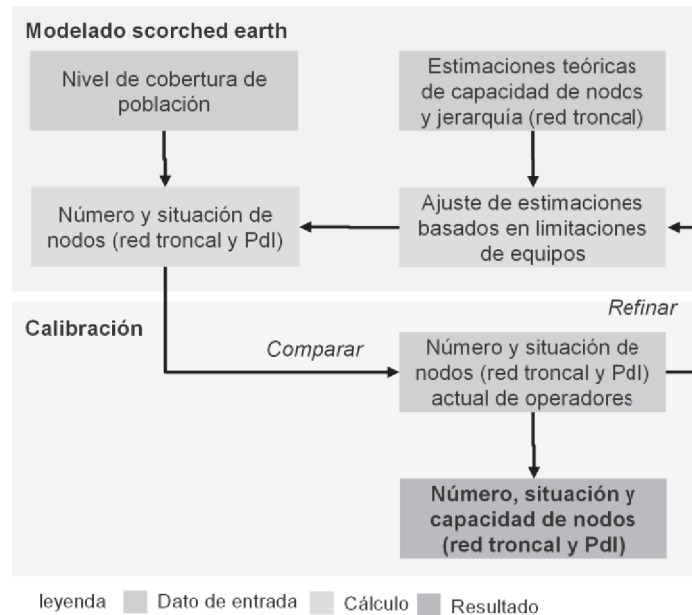 Modelado scorched earth
Nivel de cobertura de
población
Estimaciones teóricas
de capacidad de nodos
y jerarquía (red troncal)
Número y situación de
nodos (red troncal y PdI)
Ajuste de estimaciones
basados en limitaciones
de equipos
Refinar
Calibración
Comparar
Número y situación de
nodos (red troncal y PdI)
actual de operadores
Número, situación y
capacidad de nodos
(red troncal y PdI)
leyenda Dato de entrada Cálculo Resultado